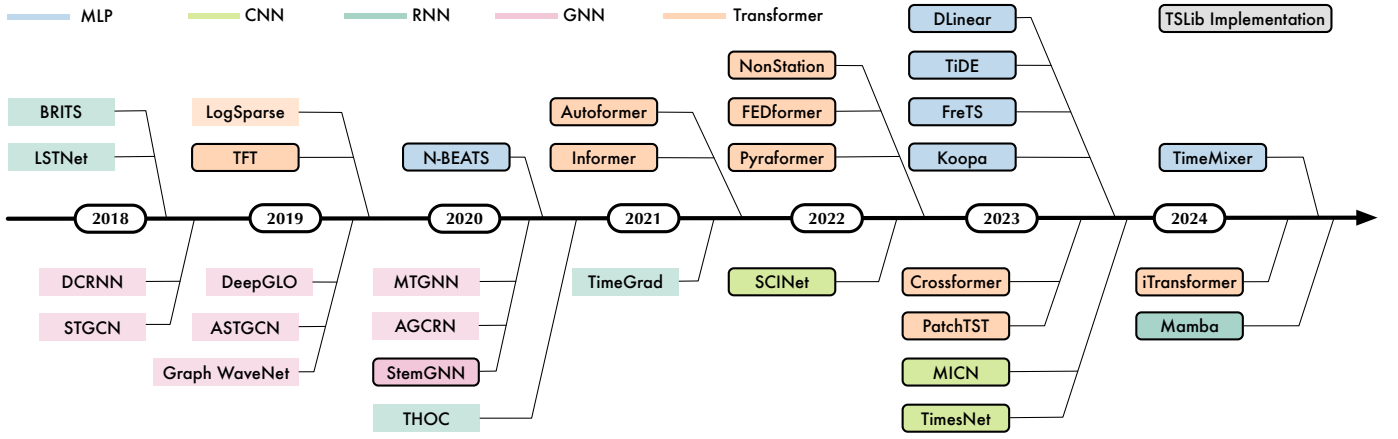 MLP
CNN
RNN
GNN
Transformer
TSLib Implementation
BRITS
LSTNet
LogSparse
TFT
N-BEATS
Autoformer
Informer
NonStation
FEDformer
Pyraformer
DLinear
TiDE
FreTS
Koopa
TimeMixer
2018
2019
2020
2021
2022
2023
2024
DCRNN
STGCN
DeepGLO
ASTGCN
Graph WaveNet
MTGNN
AGCRN
StemGNN
THOC
TimeGrad
SCINet
Crossformer
PatchTST
MICN
TimesNet
iTransformer
Mamba